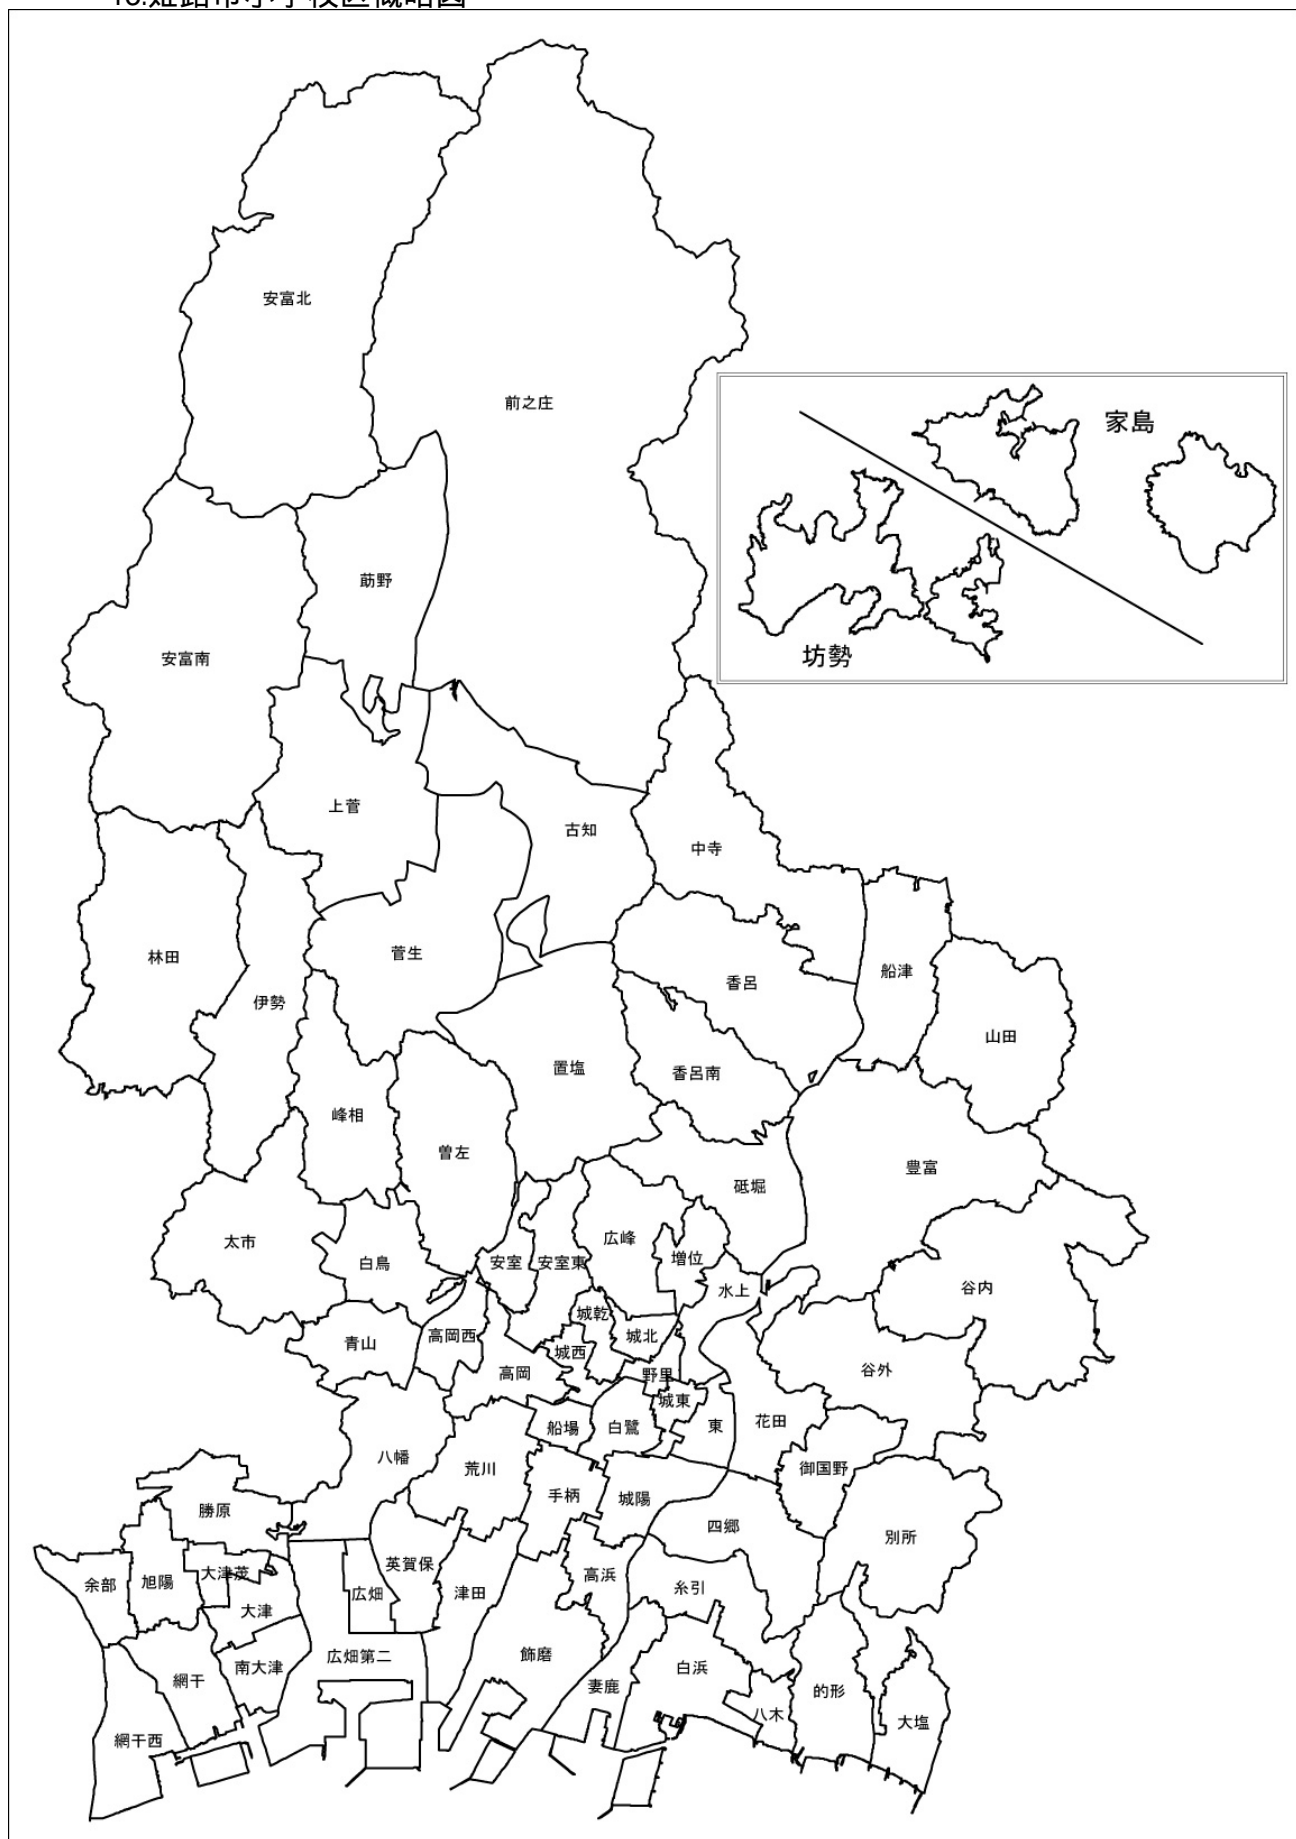 安富北
前之庄
家島
莇野
坊勢
安富南
上菅
古知
中寺
菅生
林田
船津
香呂
伊勢
山田
置塩
香呂南
峰相
曽左
豊富
砥堀
広峰
太市
増位
白鳥
安室
安室東
谷内
水上
城乾
高岡西
城北
青山
城西
谷外
高岡
野里
城東
船場
白鷺
東
花田
八幡
荒川
御国野
手柄
城陽
勝原
四郷
別所
英賀保
大津茂
高浜
旭陽
余部
糸引
広畑
津田
大津
飾磨
広畑第二
南大津
白浜
網干
妻鹿
的形
八木
大塩
網干西